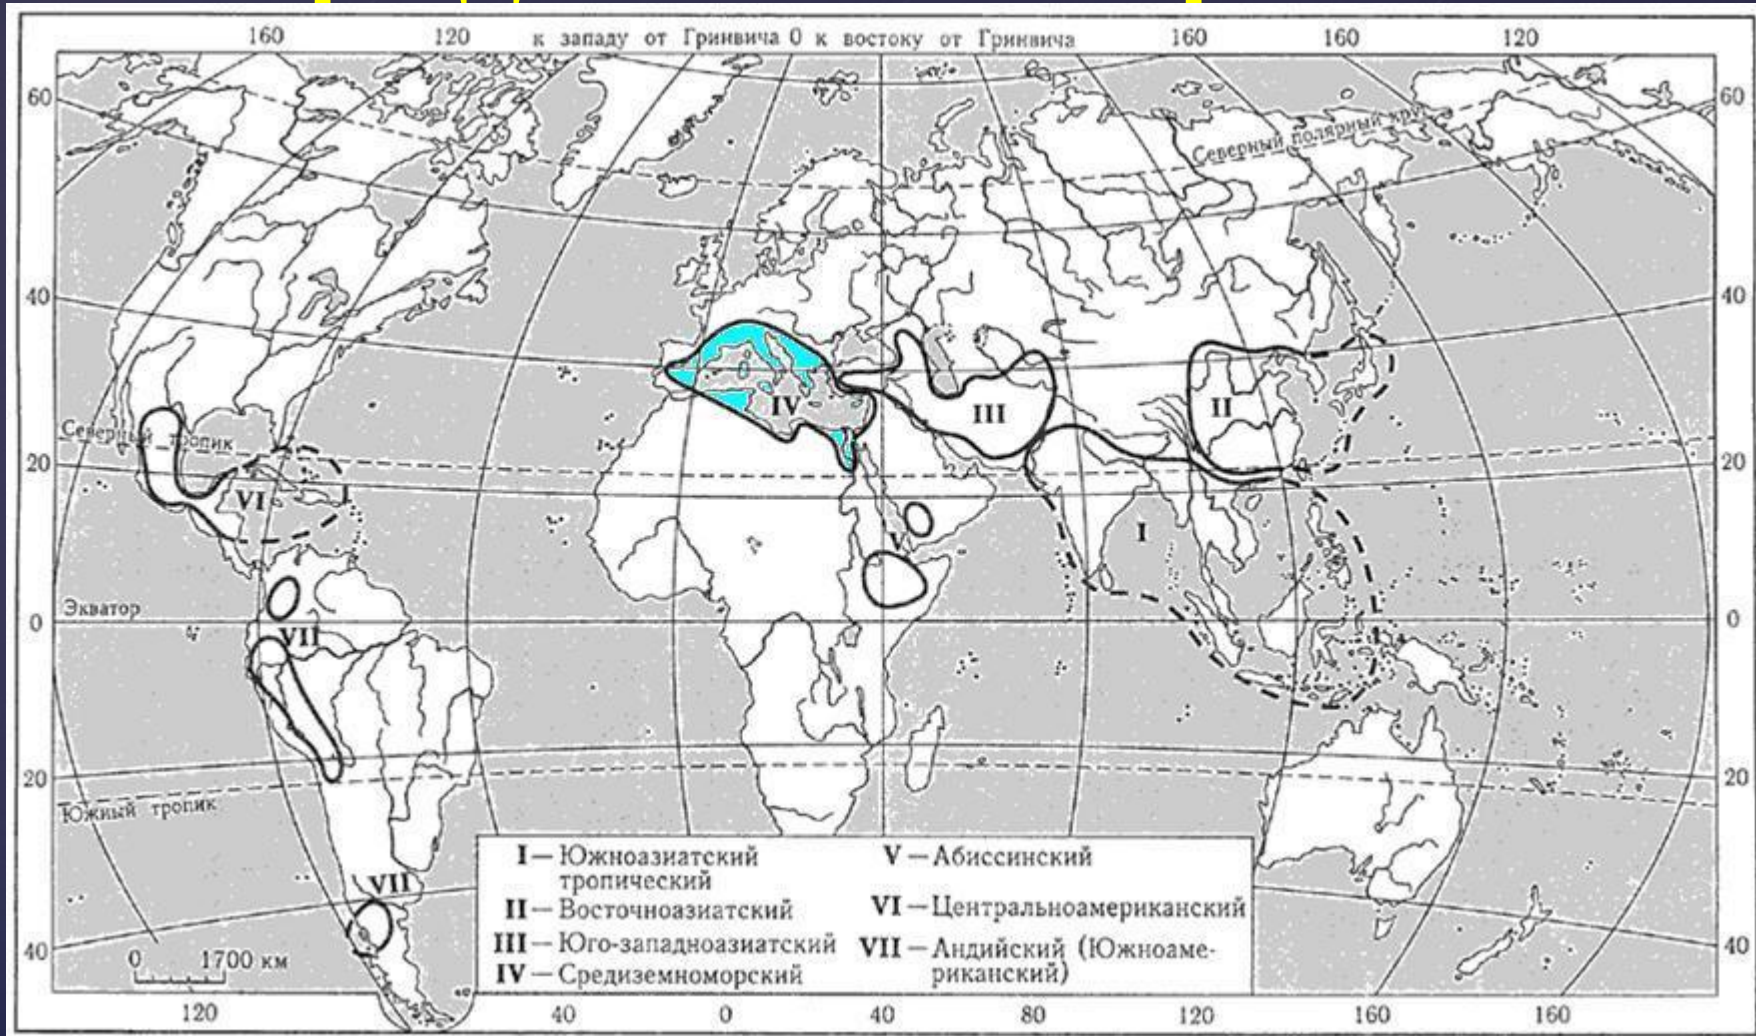 160 120 к западу от Гринвича 0 к востоку от Гринвича 160 160 120
60 60
Северный полярный круг
40 40
IV III II
Северный тропик
20 20
VI
I
V
Экватор
0 0
VII
20 20
Южный тропик
VII
I — Южноазиатский
тропический
II — Восточноазиатский
III — Юго-западноазиатский
IV — Средиземноморский
V — Абиссинский
VI — Центральноамериканский
VII — Андийский (Южноаме-
риканский)
40 40
0 1700 км
120 40 0 40 80 120 160 160